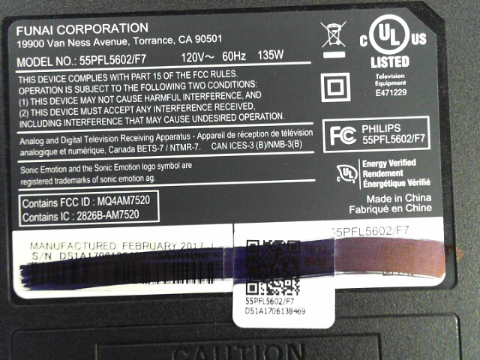 FUNAI CORPORATION
19900 Van Ness Avenue, Torrance, CA 90501
MODEL NO.: 55PFL5602/F7 120V~ 60Hz 135W
THIS DEVICE COMPLIES WITH PART 15 OF THE FCC RULES.
OPERATION IS SUBJECT TO THE FOLLOWING TWO CONDITIONS:
(1) THIS DEVICE MAY NOT CAUSE HARMFUL INTERFERENCE, AND
(2) THIS DEVICE MUST ACCEPT ANY INTERFERENCE RECEIVED,
INCLUDING INTERFERENCE THAT MAY CAUSE UNDESIRED OPERATION.
Analog and Digital Television Receiving Apparatus - Appareil de réception de télévision
analogique et numérique, Canada BETS-7 / NTMR-7. CAN ICES-3 (B)/NMB-3(B)
Sonic Emotion and the Sonic Emotion logo symbol are
registered trademarks of sonic emotion ag.
Contains FCC ID : MQ4AM7520
Contains IC : 2826B-AM7520
C UL US
LISTED
Television
Equipment
E471229
FC PHILIPS
55PFL5602/F7
Energy Verified
Rendement
Énergétique Vérifié
Made in China
Fabriqué en Chine
MANUFACTURED FEBRUARY 2017
S/N
55PFL5602/F7
55PFL5602/F7
DS1A1706138469
CAUTION